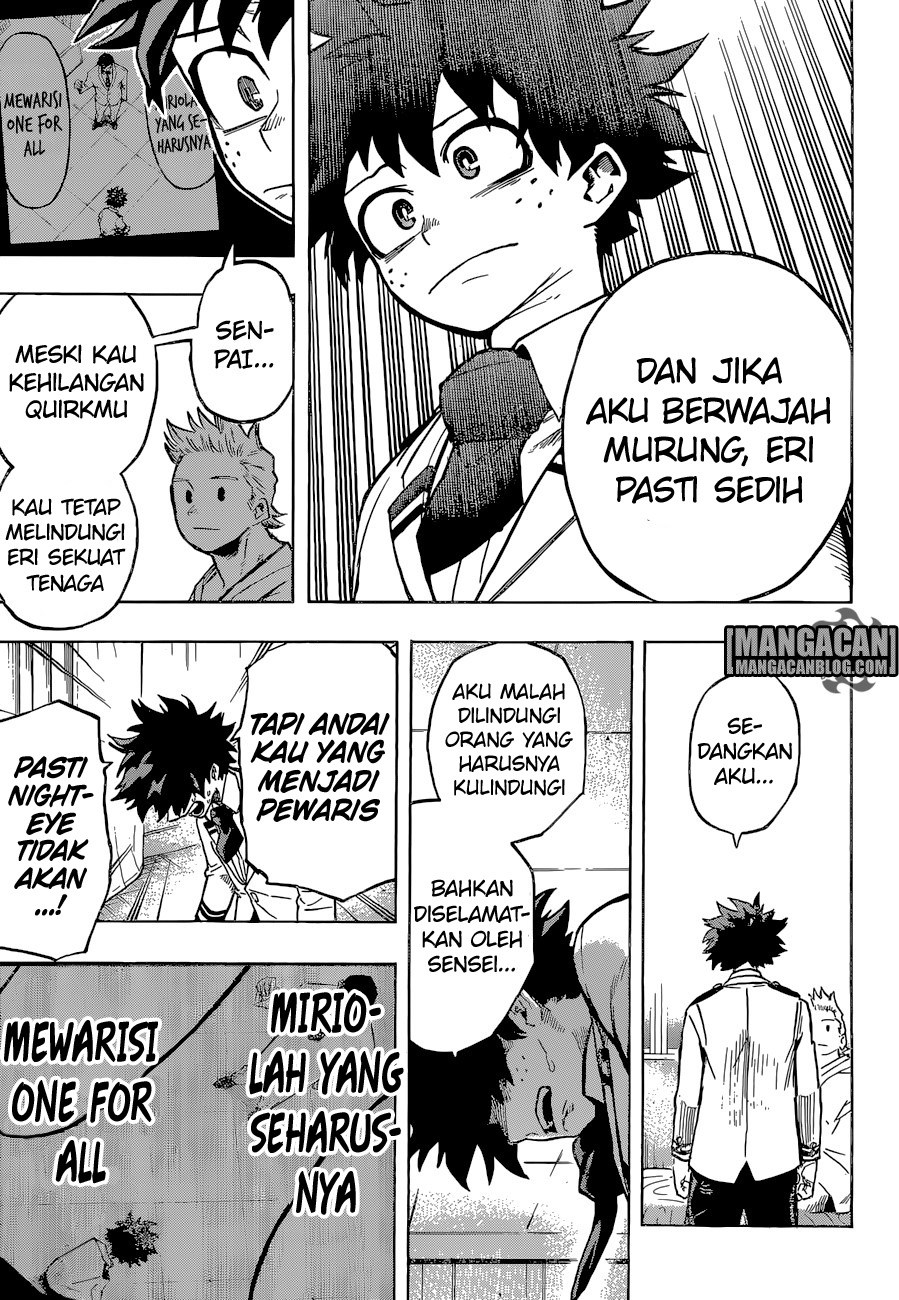 DAN JIKA
AKU BERWAJAH
MURUNG, ERI
PASTI SEDIH
MIRIOLA
YANG SE-
HARUSNYA
MEWARISI
ONE FOR
ALL
SEN-
PAI...
MESKI KAU
KEHILANGAN
QUIRKMU
KAU TETAP
MELINDUNGI
ERI SEKUAT
TENAGA
[MANGACAN]
MANGACANBLOG.COM
SE-
DANGKAN
AKU...
AKU MALAH
DILINDUNGI
ORANG YANG
HARUSNYA
KULINDUNGI
BAHKAN
DISELAMAT-
KAN OLEH
SENSEI...
TAPI ANDAI
KAU YANG
MENJADI
PEWARIS
PASTI
NIGHT-
EYE
TIDAK
AKAN
...!
MIRIO-
LAH YANG
SEHARUS-
NYA
MEWARISI
ONE FOR
ALL